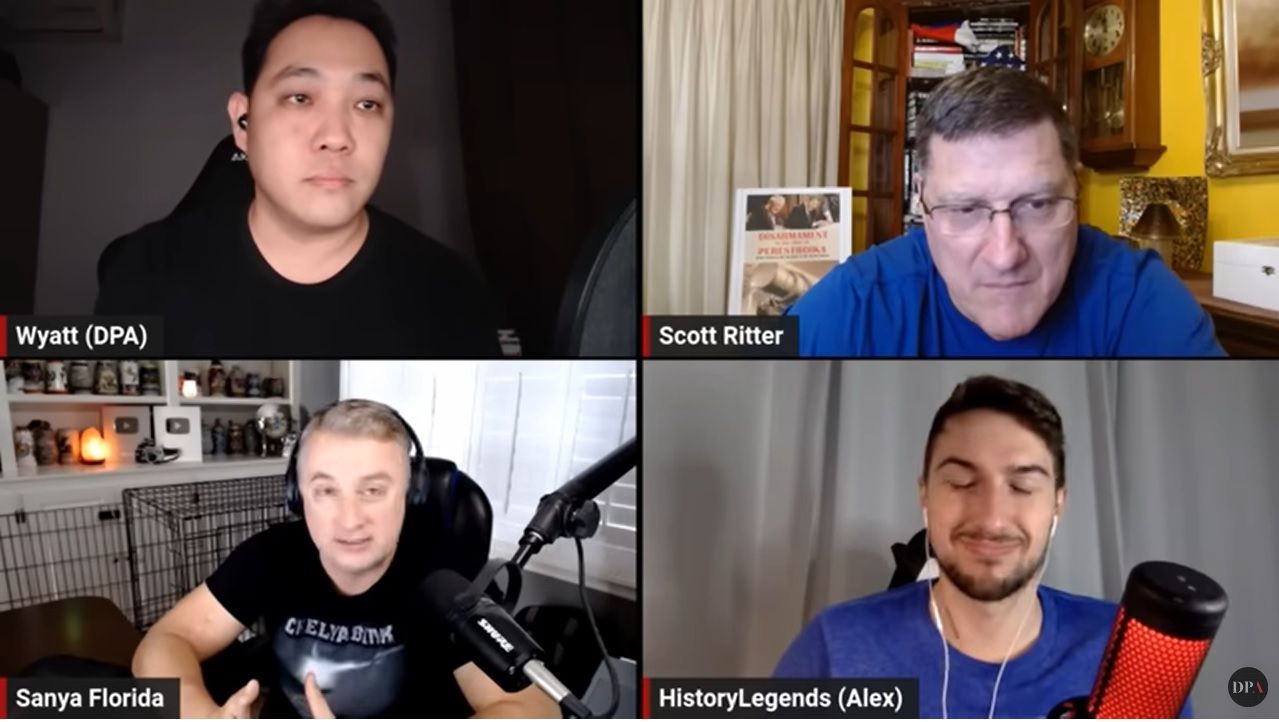 Wyatt (DPA)
DISARMAMENT
PERESTROIKA
Scott Ritter
CHELYABINSK
SHURE
Sanya Florida
HistoryLegends (Alex)
DPA